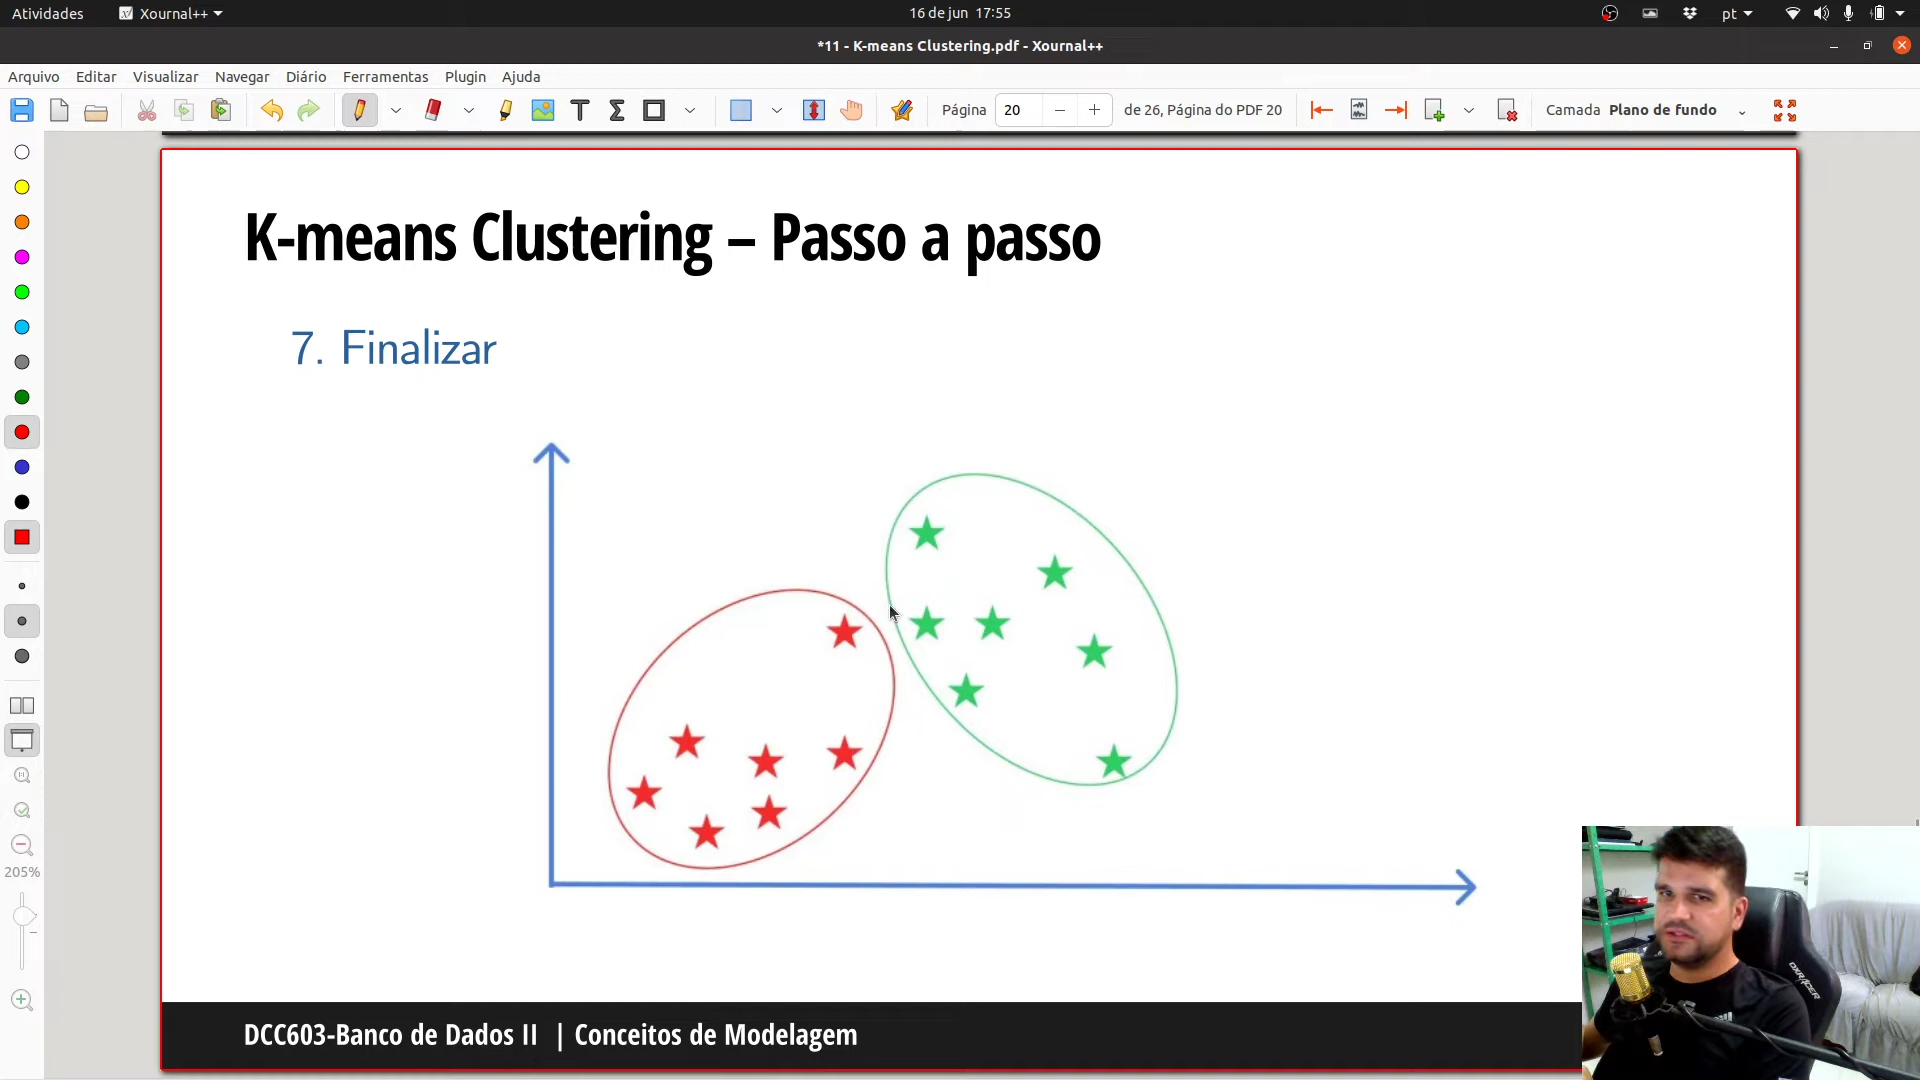 Atividades
Xournal++
16 de jun 17:55
pt
*11 - K-means Clustering.pdf - Xournal++
Arquivo Editar Visualizar Navegar Diário Ferramentas Plugin Ajuda
Página 20 de 26, Página do PDF 20 Camada Plano de fundo
K-means Clustering – Passo a passo
7. Finalizar
205%
DCC603-Banco de Dados II | Conceitos de Modelagem
DXRACER